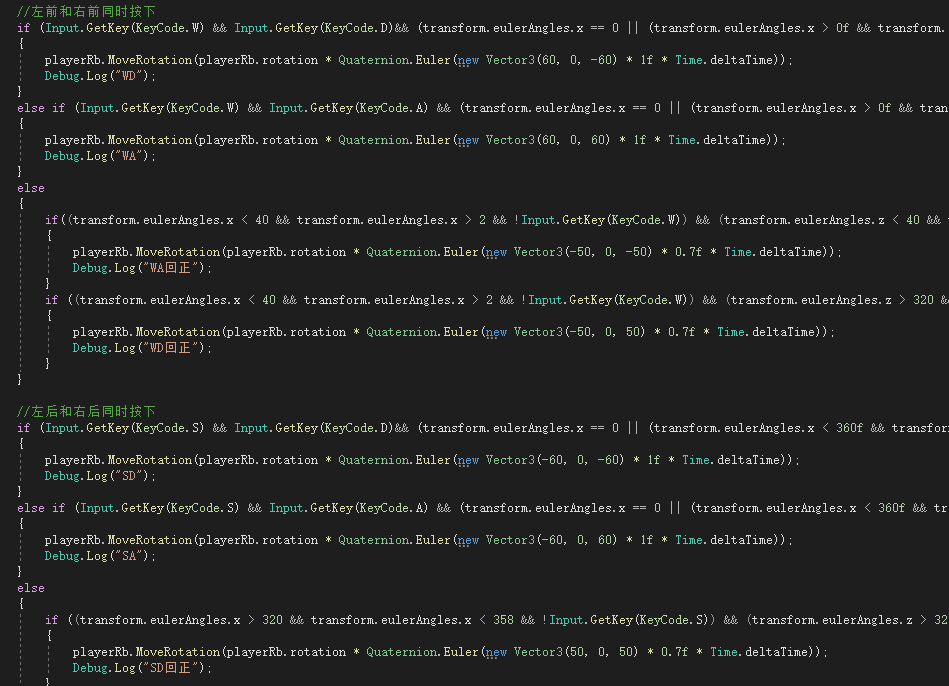 //左前和右前同时按下
if (Input.GetKey(KeyCode.W) && Input.GetKey(KeyCode.D)&& (transform.eulerAngles.x == 0 || (transform.eulerAngles.x > 0f && transform.
{
playerRb.MoveRotation(playerRb.rotation * Quaternion.Euler(new Vector3(60, 0, -60) * 1f * Time.deltaTime));
Debug.Log("WD");
}
else if (Input.GetKey(KeyCode.W) && Input.GetKey(KeyCode.A) && (transform.eulerAngles.x == 0 || (transform.eulerAngles.x > 0f && tran
{
playerRb.MoveRotation(playerRb.rotation * Quaternion.Euler(new Vector3(60, 0, 60) * 1f * Time.deltaTime));
Debug.Log("WA");
}
else
{
if((transform.eulerAngles.x < 40 && transform.eulerAngles.x > 2 && !Input.GetKey(KeyCode.W)) && (transform.eulerAngles.z < 40 &&
{
playerRb.MoveRotation(playerRb.rotation * Quaternion.Euler(new Vector3(-50, 0, -50) * 0.7f * Time.deltaTime));
Debug.Log("WA回正");
}
if ((transform.eulerAngles.x < 40 && transform.eulerAngles.x > 2 && !Input.GetKey(KeyCode.W)) && (transform.eulerAngles.z > 320 &
{
playerRb.MoveRotation(playerRb.rotation * Quaternion.Euler(new Vector3(-50, 0, 50) * 0.7f * Time.deltaTime));
Debug.Log("WD回正");
}
}
//左后和右后同时按下
if (Input.GetKey(KeyCode.S) && Input.GetKey(KeyCode.D)&& (transform.eulerAngles.x == 0 || (transform.eulerAngles.x < 360f && transfor
{
playerRb.MoveRotation(playerRb.rotation * Quaternion.Euler(new Vector3(-60, 0, -60) * 1f * Time.deltaTime));
Debug.Log("SD");
}
else if (Input.GetKey(KeyCode.S) && Input.GetKey(KeyCode.A) && (transform.eulerAngles.x == 0 || (transform.eulerAngles.x < 360f && tr
{
playerRb.MoveRotation(playerRb.rotation * Quaternion.Euler(new Vector3(-60, 0, 60) * 1f * Time.deltaTime));
Debug.Log("SA");
}
else
{
if ((transform.eulerAngles.x > 320 && transform.eulerAngles.x < 358 && !Input.GetKey(KeyCode.S)) && (transform.eulerAngles.z > 32
{
playerRb.MoveRotation(playerRb.rotation * Quaternion.Euler(new Vector3(50, 0, 50) * 0.7f * Time.deltaTime));
Debug.Log("SD回正");
}